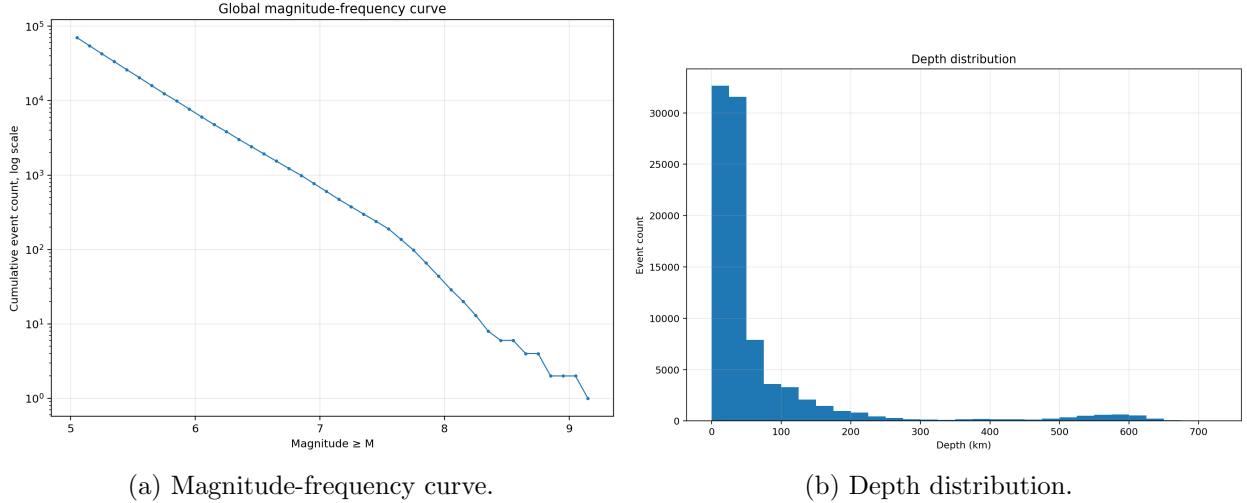 Global magnitude-frequency curve
Cumulative event count, log scale
10^5
10^4
10^3
10^2
10^1
10^0
5 6 7 8 9
Magnitude ≥ M
(a) Magnitude-frequency curve.
Depth distribution
Event count
30000
25000
20000
15000
10000
5000
0
0 100 200 300 400 500 600 700
Depth (km)
(b) Depth distribution.